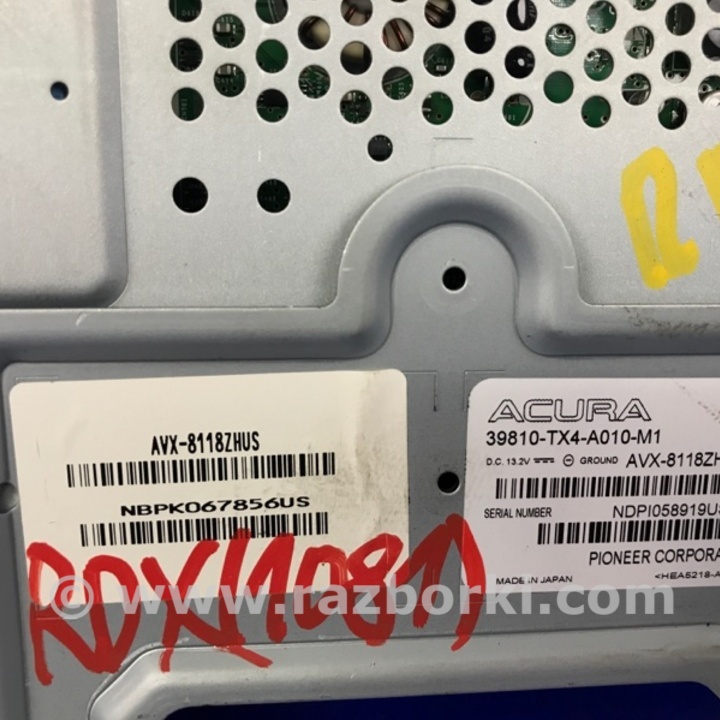 AVX-8118ZHUS
NBPK067856US
ACURA
39810-TX4-A010-M1
D.C. 13.2V ⊖ GROUND AVX-8118ZH
SERIAL NUMBER NDPI058919U
PIONEER CORPORA
MADE IN JAPAN <HEA5218-A
RDX(1081)
© www.razborki.com